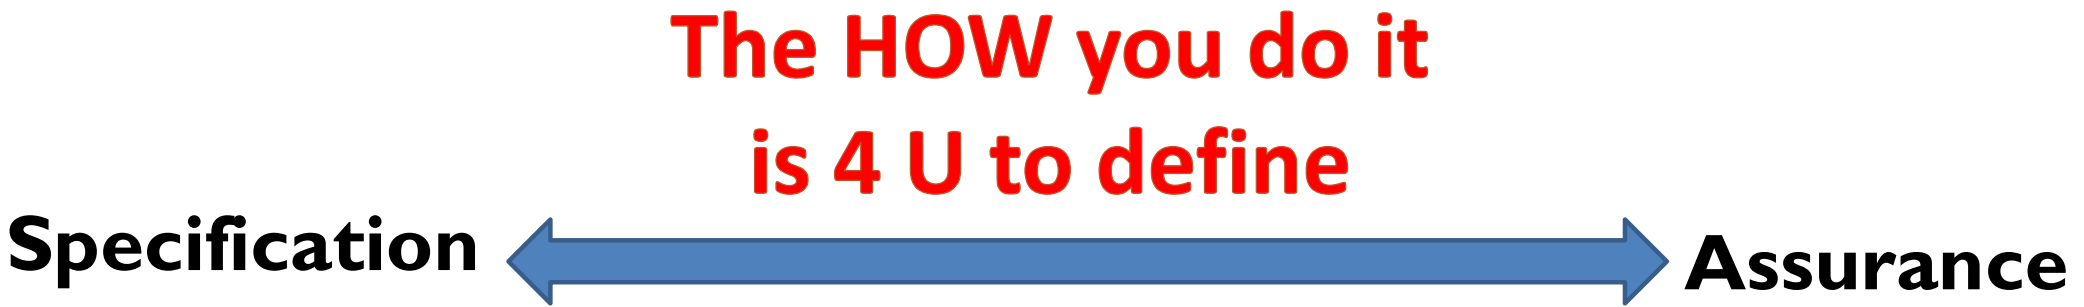 The HOW you do it
is 4 U to define
Specification
Assurance